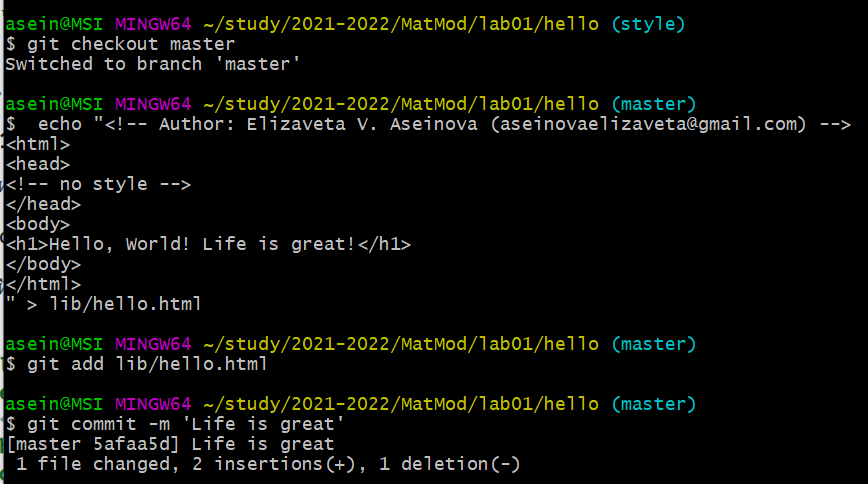 asein@MSI MINGW64 ~/study/2021-2022/MatMod/lab01/hello (style)
$ git checkout master
Switched to branch 'master'
asein@MSI MINGW64 ~/study/2021-2022/MatMod/lab01/hello (master)
$  echo "<!-- Author: Elizaveta V. Aseinova (aseinovaelizaveta@gmail.com) -->
<html>
<head>
<!-- no style -->
</head>
<body>
<h1>Hello, World! Life is great!</h1>
</body>
</html>
" > lib/hello.html
asein@MSI MINGW64 ~/study/2021-2022/MatMod/lab01/hello (master)
$ git add lib/hello.html
asein@MSI MINGW64 ~/study/2021-2022/MatMod/lab01/hello (master)
$ git commit -m 'Life is great'
[master 5afaa5d] Life is great
 1 file changed, 2 insertions(+), 1 deletion(-)